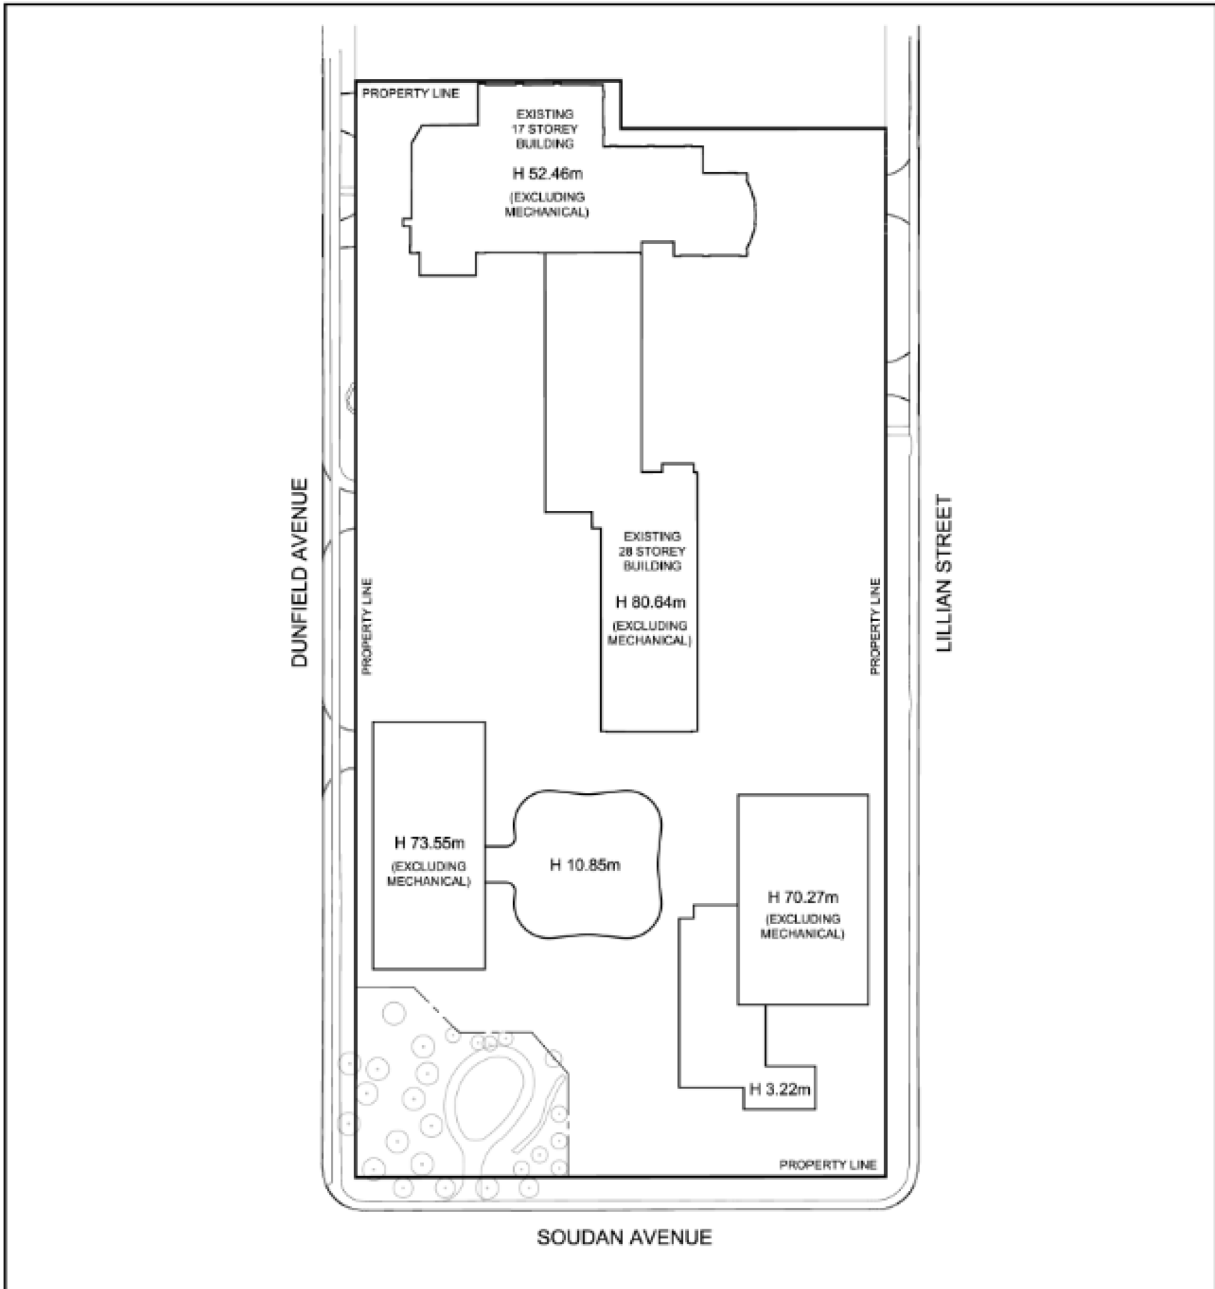 PROPERTY LINE
EXISTING
17 STOREY
BUILDING
H 52.46m
(EXCLUDING
MECHANICAL)
DUNFIELD AVENUE
PROPERTY LINE
EXISTING
28 STOREY
BUILDING
H 80.64m
(EXCLUDING
MECHANICAL)
PROPERTY LINE
LILLIAN STREET
H 73.55m
(EXCLUDING
MECHANICAL)
H 10.85m
H 70.27m
(EXCLUDING
MECHANICAL)
H 3.22m
PROPERTY LINE
SOUDAN AVENUE